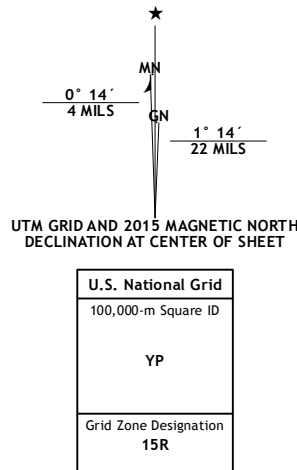 MN
0° 14´
4 MILS
GN
1° 14´
22 MILS
UTM GRID AND 2015 MAGNETIC NORTH
DECLINATION AT CENTER OF SHEET
U.S. National Grid
100,000-m Square ID
YP
Grid Zone Designation
15R